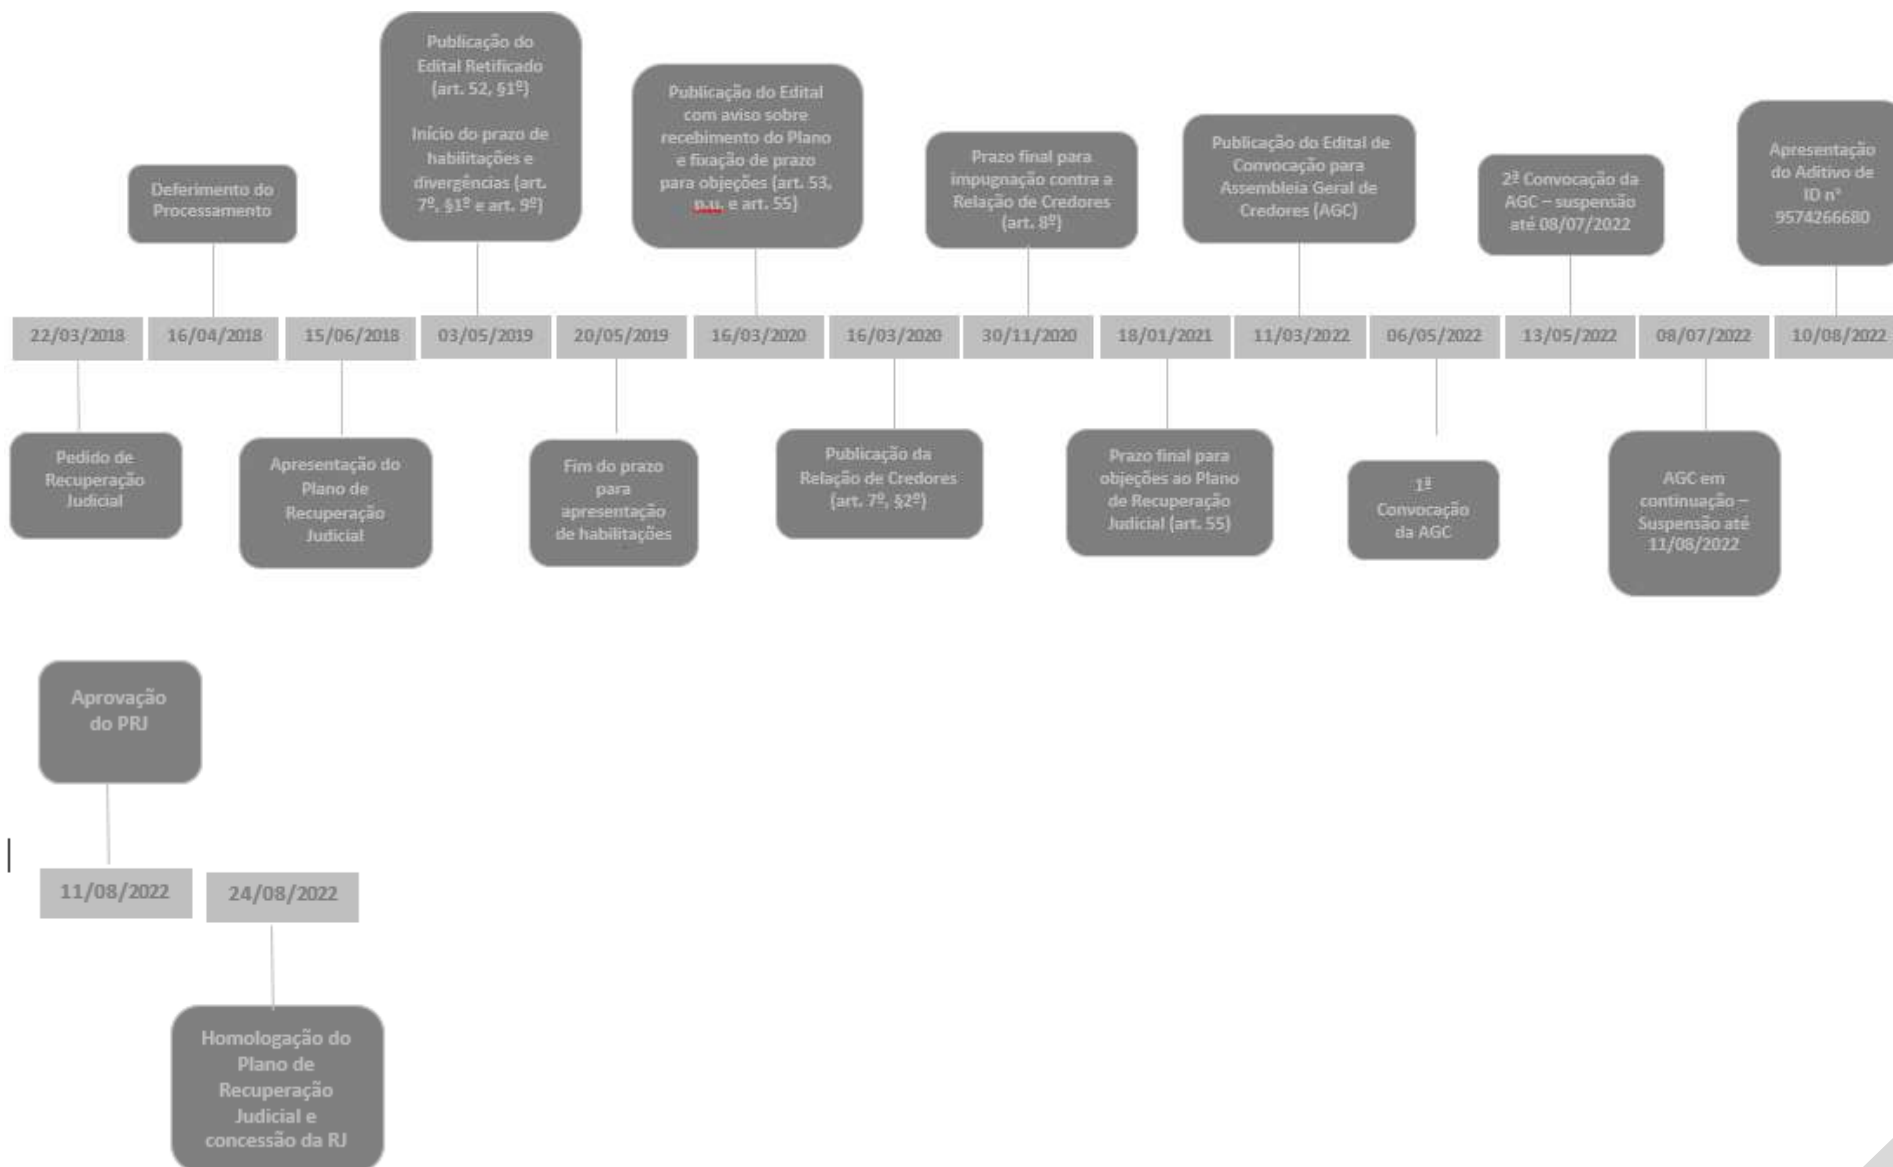 Publicação do
Edital Retificado
(art. 52, §1º)
Início do prazo de
habilitações e
divergências (art.
7º, §1º e art. 9º)
Publicação do Edital
com aviso sobre
recebimento do Plano
e fixação de prazo
para objeções (art. 53,
p.u. e art. 55)
Deferimento do
Processamento
Prazo final para
impugnação contra a
Relação de Credores
(art. 8º)
Publicação do Edital de
Convocação para
Assembleia Geral de
Credores (AGC)
2ª Convocação da
AGC – suspensão
até 08/07/2022
Apresentação
do Aditivo de
ID n°
9574266680
22/03/2018
16/04/2018
15/06/2018
03/05/2019
20/05/2019
16/03/2020
16/03/2020
30/11/2020
18/01/2021
11/03/2022
06/05/2022
13/05/2022
08/07/2022
10/08/2022
Pedido de
Recuperação
Judicial
Apresentação do
Plano de
Recuperação
Judicial
Fim do prazo
para
apresentação
de habilitações
Publicação da
Relação de Credores
(art. 7º, §2º)
Prazo final para
objeções ao Plano
de Recuperação
Judicial (art. 55)
1ª
Convocação
da AGC
AGC em
continuação –
Suspensão até
11/08/2022
Aprovação
do PRJ
11/08/2022
24/08/2022
Homologação do
Plano de
Recuperação
Judicial e
concessão da RJ